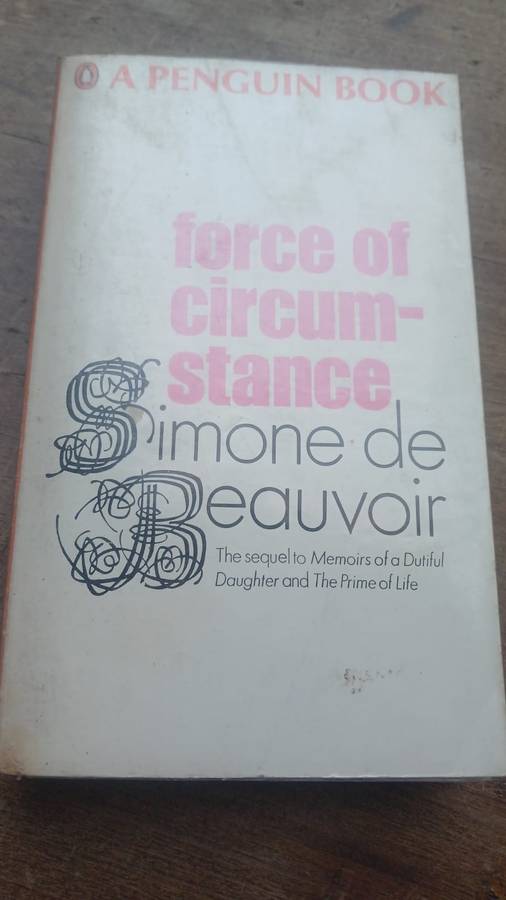 A PENGUIN BOOK
force of
circum-
stance
Simone de
Beauvoir
The sequel to Memoirs of a Dutiful
Daughter and The Prime of Life